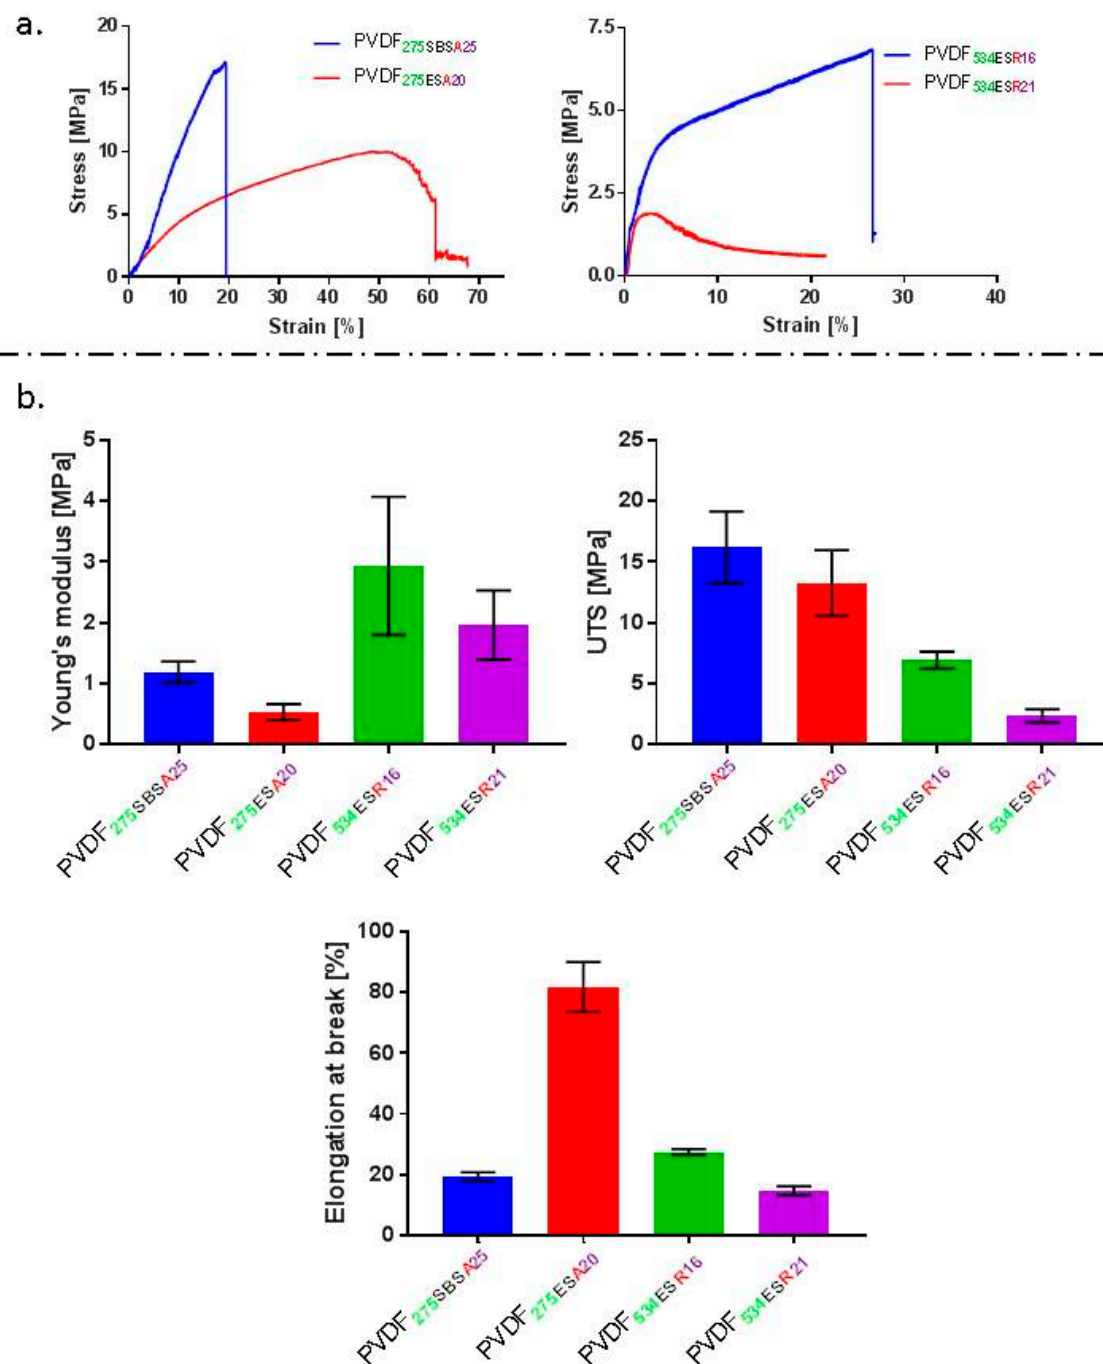 a.
Stress [MPa]
20
15
10
5
0
0 10 20 30 40 50 60 70
Strain [%]
PVDF275SBSA25
PVDF275ESA20
Stress [MPa]
7.5
5.0
2.5
0.0
0 10 20 30 40
Strain [%]
PVDF534ESR16
PVDF534ESR21
b.
Young's modulus [MPa]
5
4
3
2
1
0
PVDF275SBSA25
PVDF275ESA20
PVDF534ESR16
PVDF534ESR21
UTS [MPa]
25
20
15
10
5
0
PVDF275SBSA25
PVDF275ESA20
PVDF534ESR16
PVDF534ESR21
Elongation at break [%]
100
80
60
40
20
0
PVDF275SBSA25
PVDF275ESA20
PVDF534ESR16
PVDF534ESR21